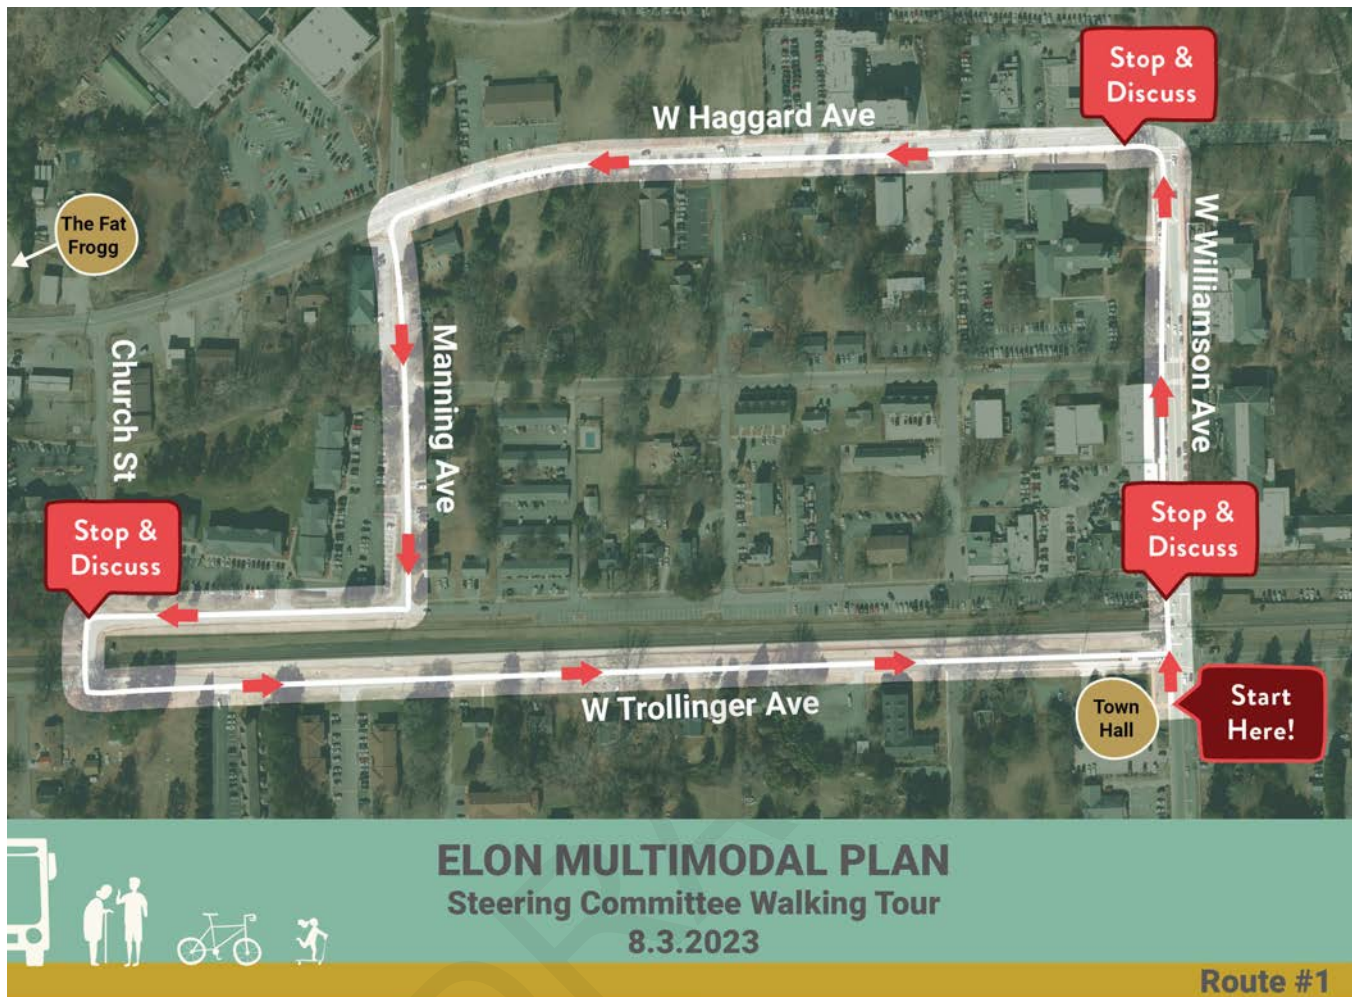 Stop &
Discuss
W Haggard Ave
The Fat
Frogg
W Williamson Ave
Manning Ave
Church St
Stop &
Discuss
Stop &
Discuss
W Trollinger Ave
Town
Hall
Start
Here!
ELON MULTIMODAL PLAN
Steering Committee Walking Tour
8.3.2023
Route #1